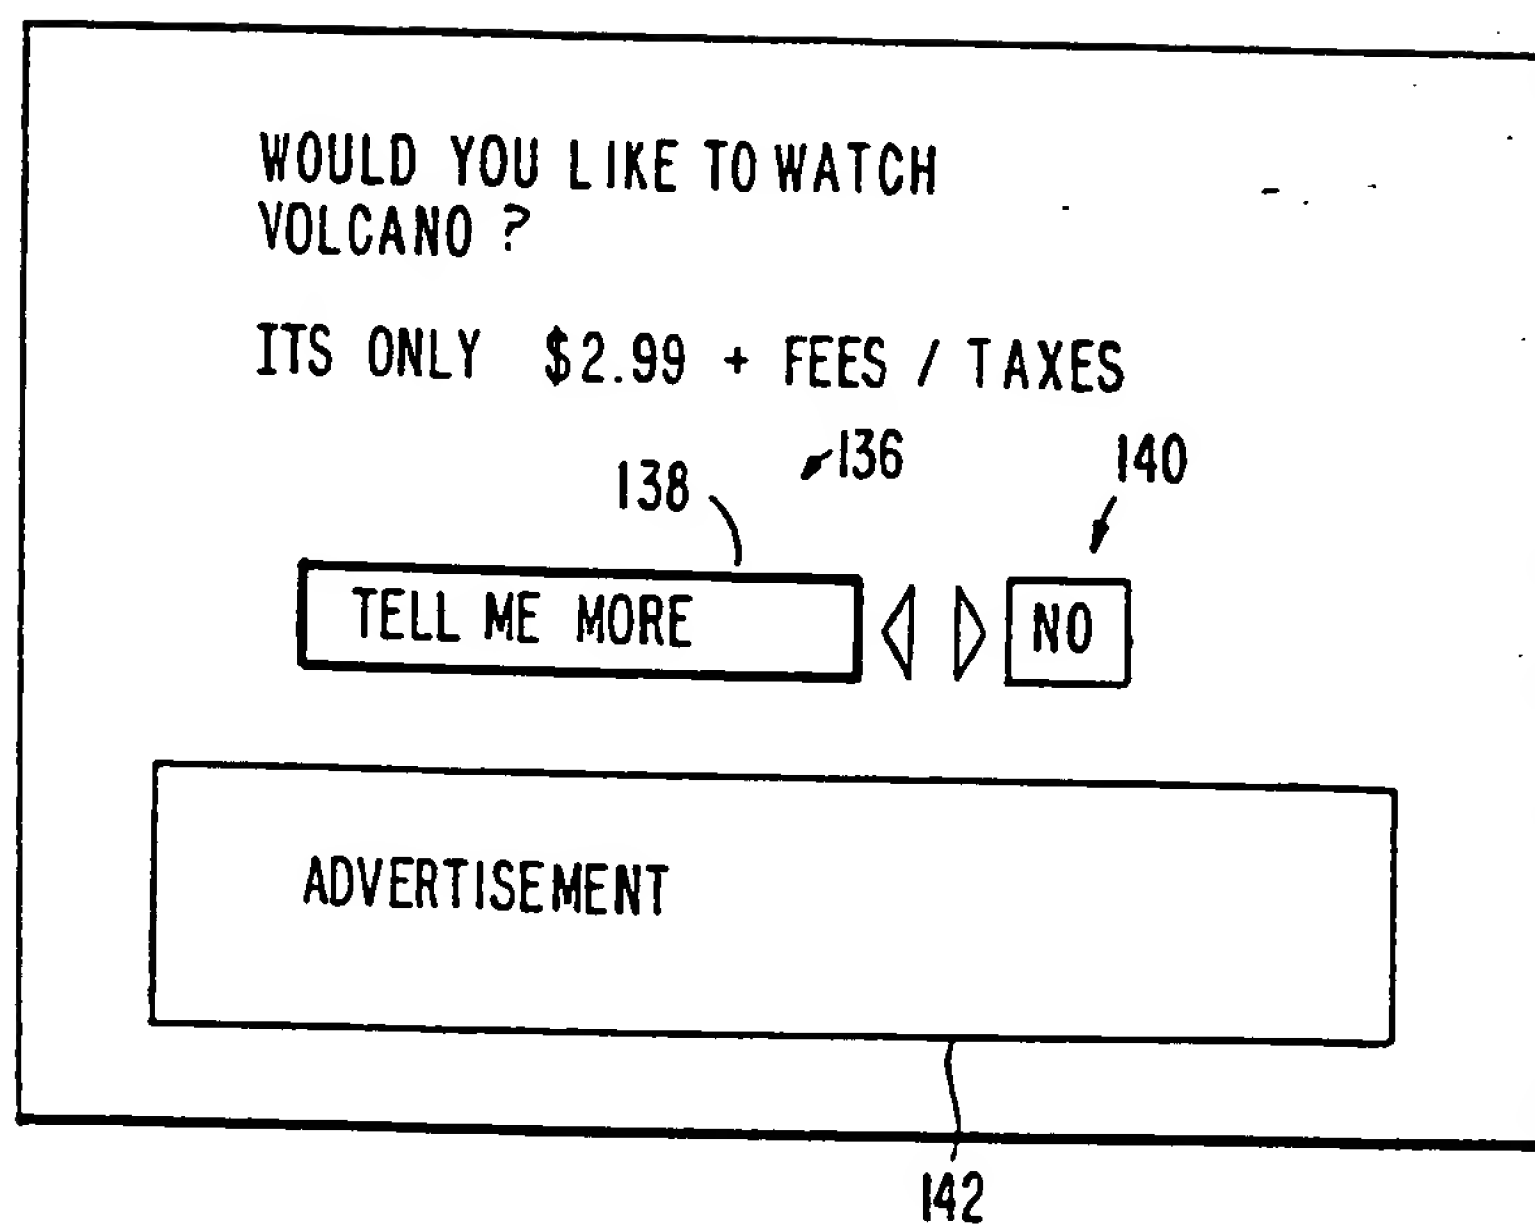 WOULD YOU LIKE TO WATCH
VOLCANO ?
ITS ONLY $2.99 + FEES / TAXES
136
138
140
TELL ME MORE NO
ADVERTISEMENT
142